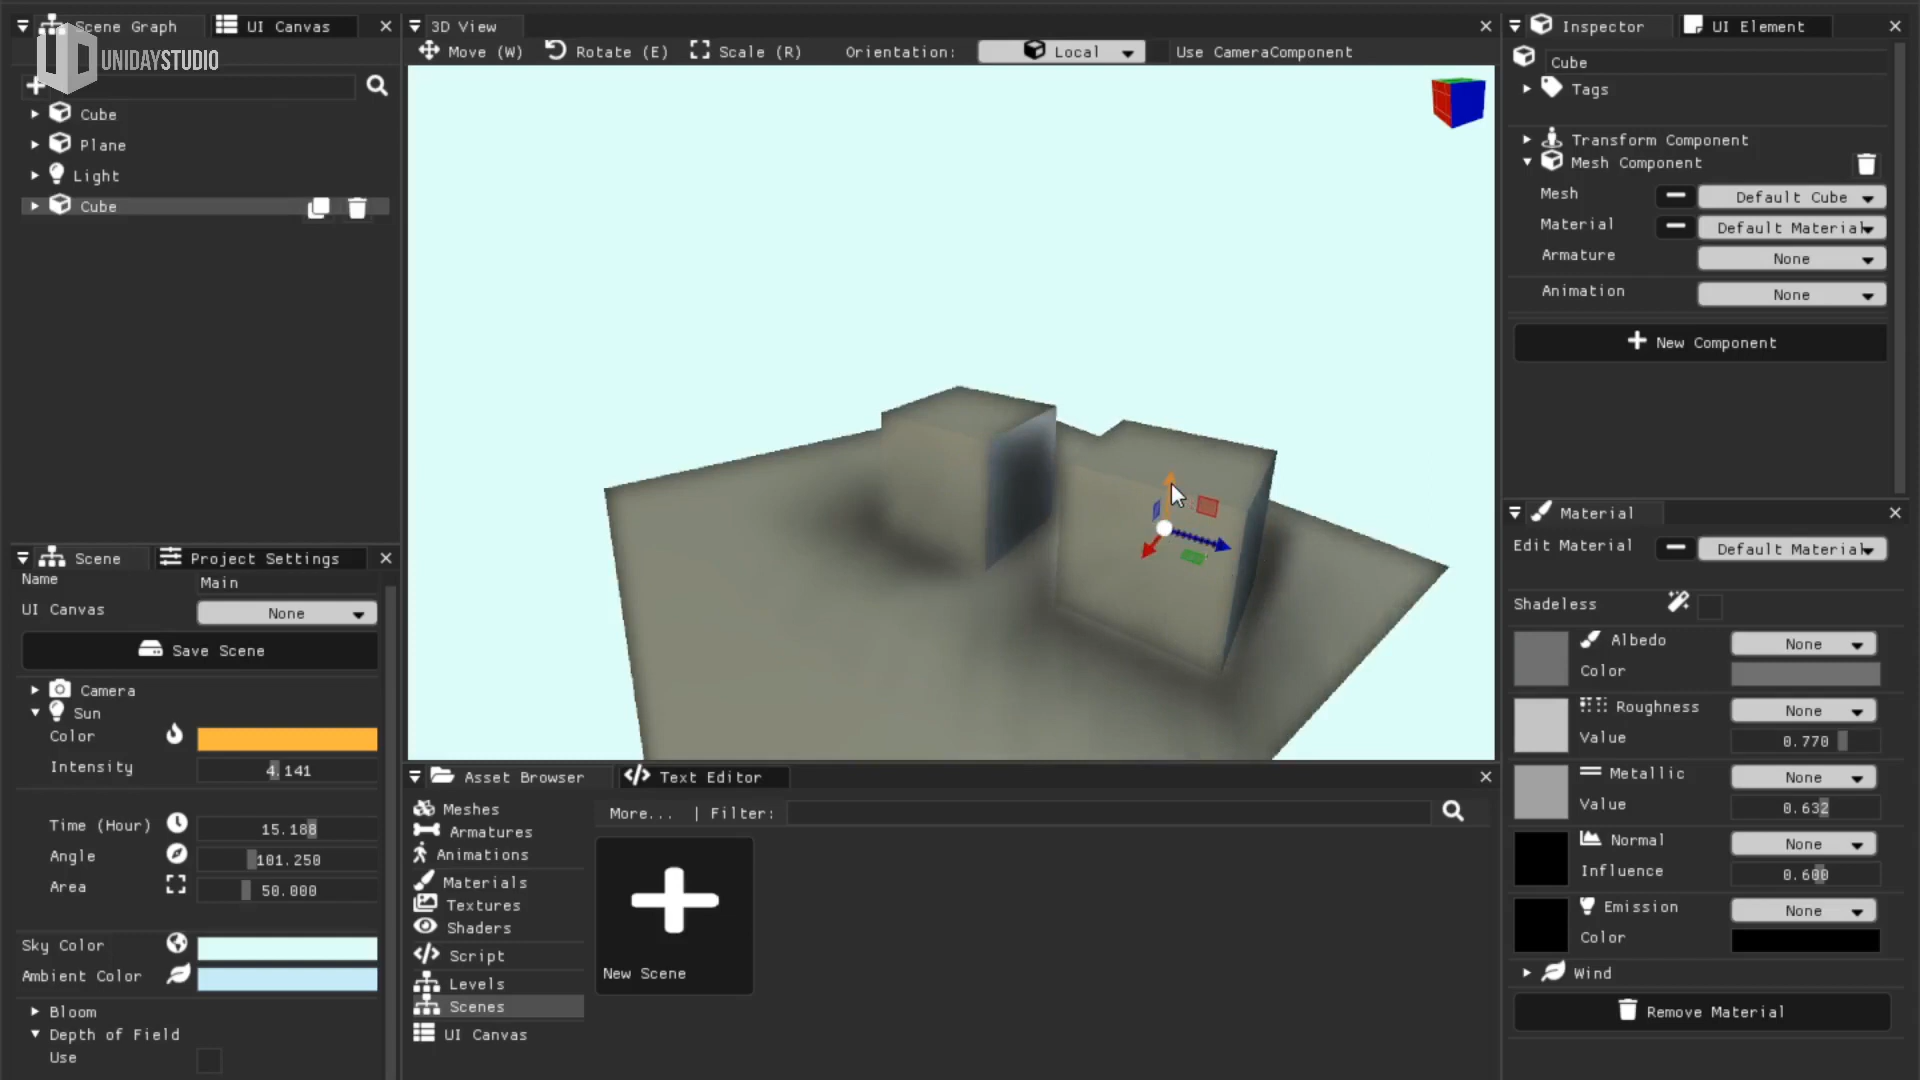 Scene Graph
UI Canvas
UNIDAYSTUDIO
Cube
Plane
Light
Cube
3D View
Move (W)
Rotate (E)
Scale (R)
Orientation:
Local
Use CameraComponent
Inspector
UI Element
Cube
Tags
Transform Component
Mesh Component
Mesh
Default Cube
Material
Default Material
Armature
None
Animation
None
New Component
Scene
Project Settings
Name
Main
UI Canvas
None
Save Scene
Camera
Sun
Color
Intensity
4.141
Time (Hour)
15.188
Angle
101.250
Area
50.000
Sky Color
Ambient Color
Bloom
Depth of Field
Use
Asset Browser
Text Editor
Meshes
Armatures
Animations
Materials
Textures
Shaders
Script
Levels
Scenes
UI Canvas
More... | Filter:
New Scene
Material
Edit Material
Default Material
Shadeless
Albedo
None
Color
Roughness
None
Value
0.770
Metallic
None
Value
0.632
Normal
None
Influence
0.600
Emission
None
Color
Wind
Remove Material